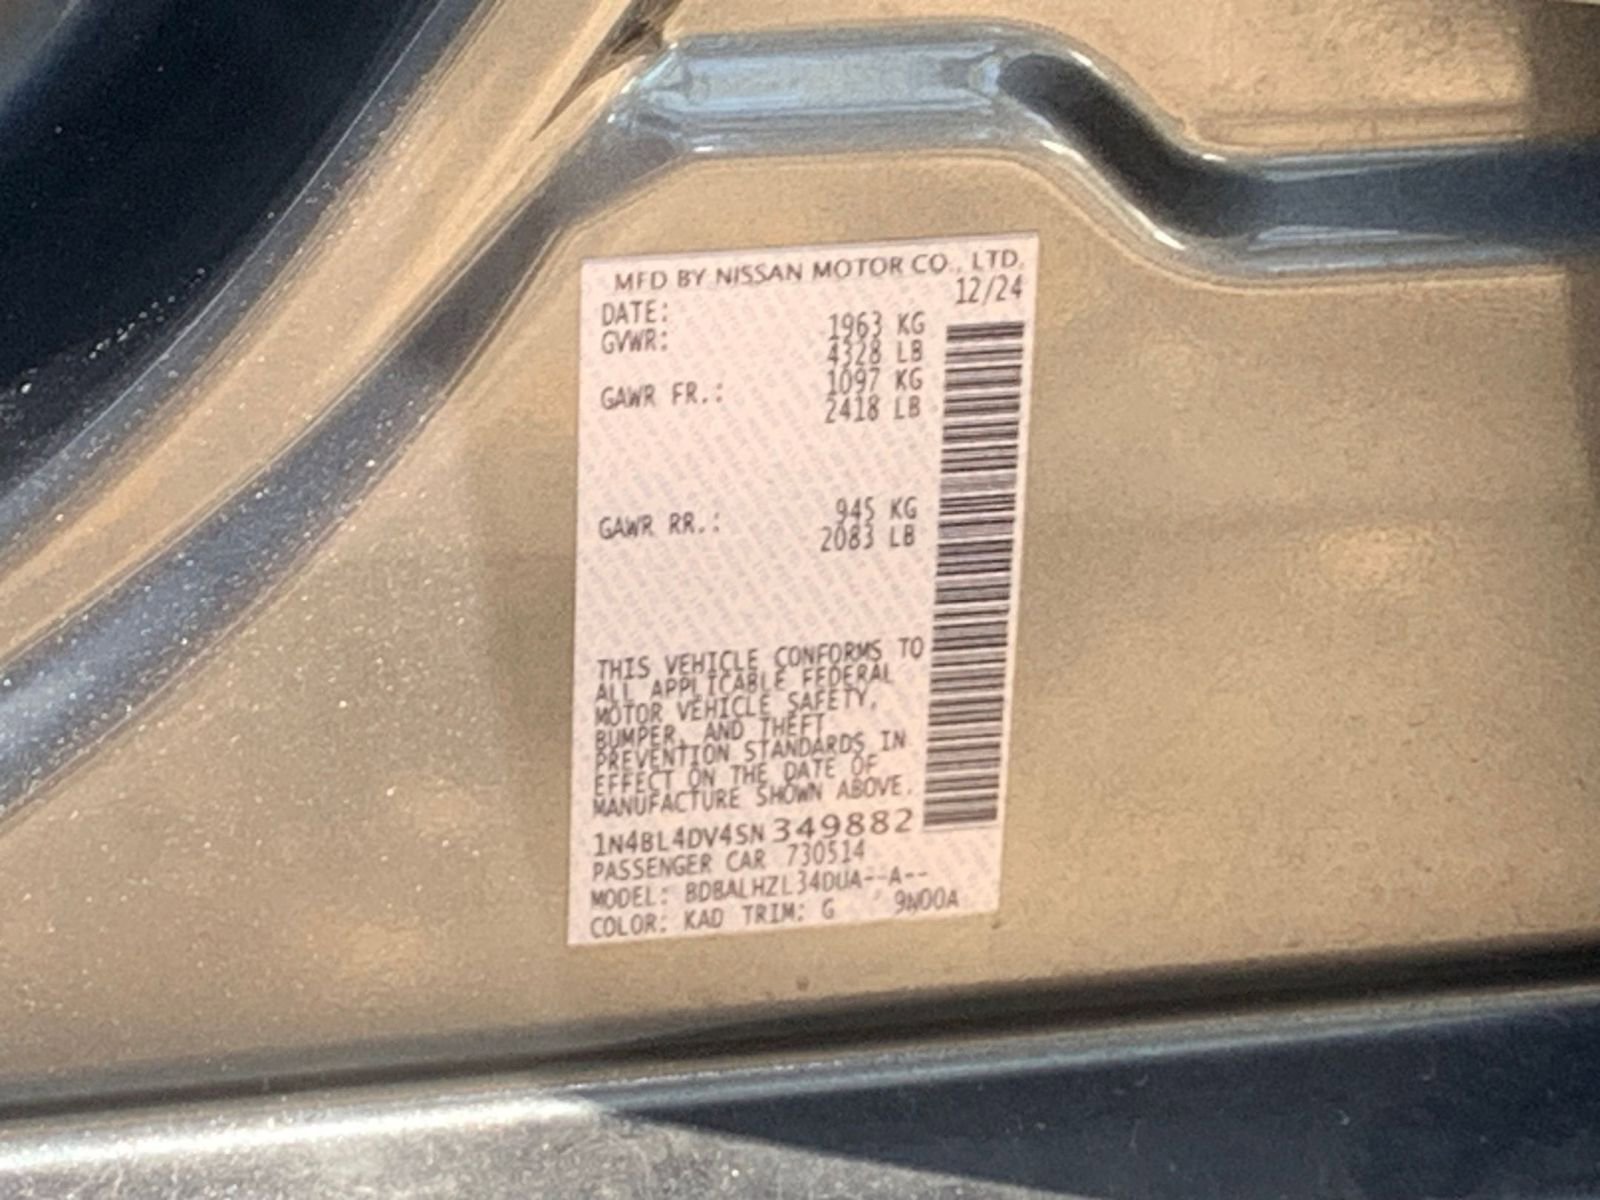 MFD BY NISSAN MOTOR CO., LTD.
DATE: 12/24
GVWR: 1963 KG
4328 LB
GAWR FR.: 1097 KG
2418 LB
GAWR RR.: 945 KG
2083 LB
THIS VEHICLE CONFORMS TO
ALL APPLICABLE FEDERAL
MOTOR VEHICLE SAFETY,
BUMPER, AND THEFT
PREVENTION STANDARDS IN
EFFECT ON THE DATE OF
MANUFACTURE SHOWN ABOVE.
1N4BL4DV4SN349882
PASSENGER CAR 730514
MODEL: BDBALHZL34DUA--A--
COLOR: KAD TRIM: G 9N00A